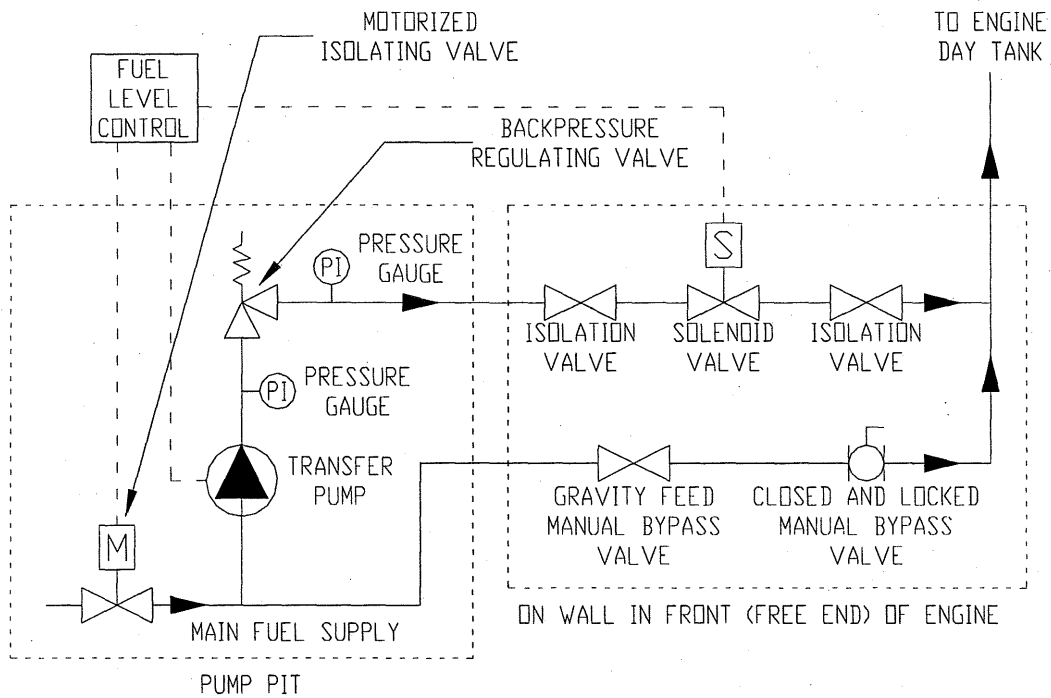 MOTORIZED
ISOLATING VALVE
TO ENGINE
DAY TANK
FUEL
LEVEL
CONTROL
BACKPRESSURE
REGULATING VALVE
S
PI
PRESSURE
GAUGE
ISOLATION
VALVE
SOLENOID
VALVE
ISOLATION
VALVE
PI
PRESSURE
GAUGE
TRANSFER
PUMP
GRAVITY FEED
MANUAL BYPASS
VALVE
CLOSED AND LOCKED
MANUAL BYPASS
VALVE
M
MAIN FUEL SUPPLY
ON WALL IN FRONT (FREE END) OF ENGINE
PUMP PIT